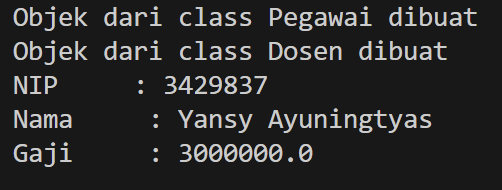 Objek dari class Pegawai dibuat
Objek dari class Dosen dibuat
NIP     : 3429837
Nama     : Yansy Ayuningtyas
Gaji     : 3000000.0